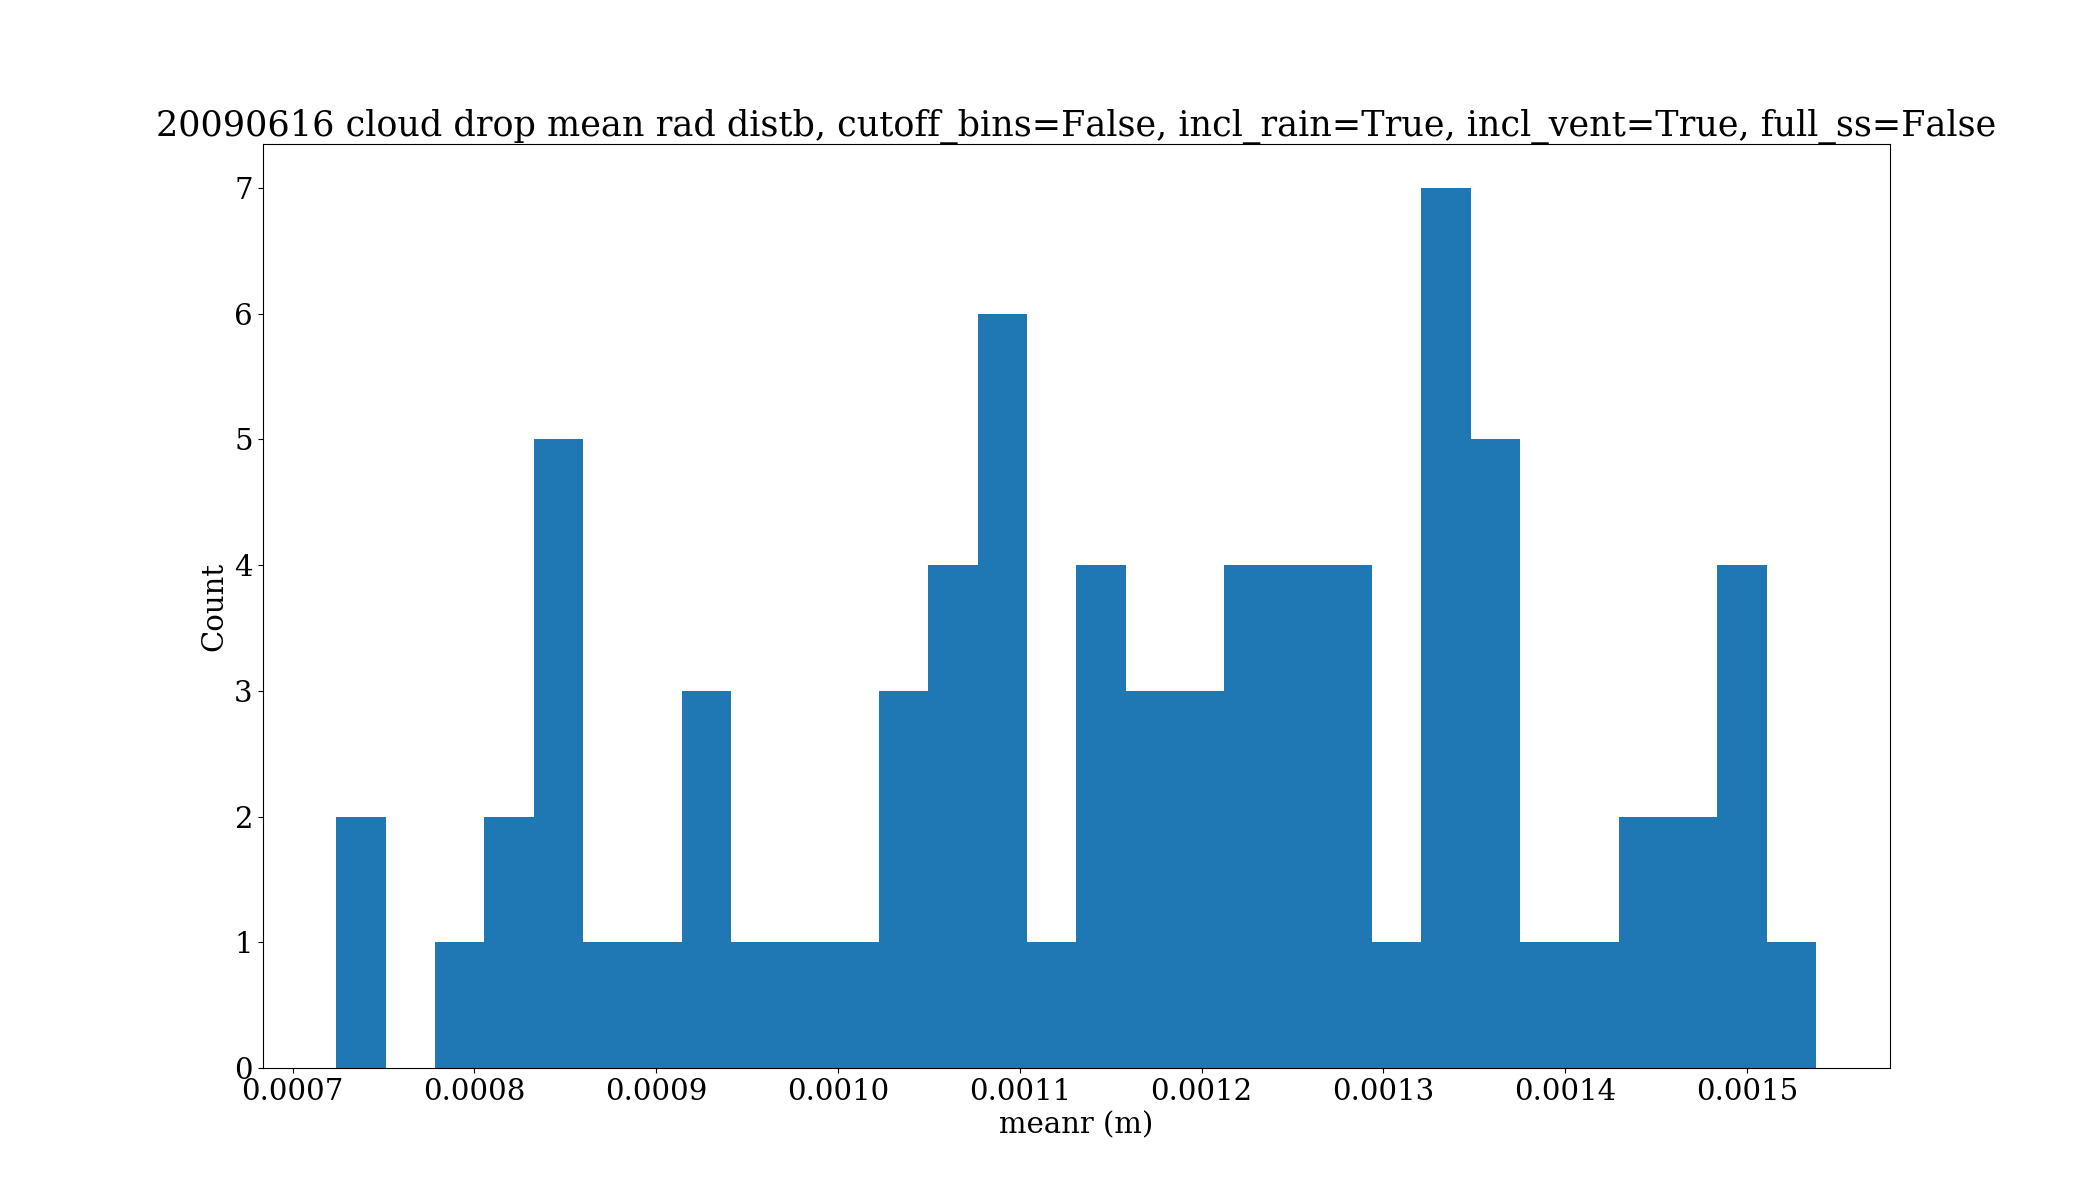 20090616 cloud drop mean rad distb, cutoff_bins=False, incl_rain=True, incl_vent=True, full_ss=False
7
6
5
4
3
2
1
0
Count
0.0007 0.0008 0.0009 0.0010 0.0011 0.0012 0.0013 0.0014 0.0015
meanr (m)